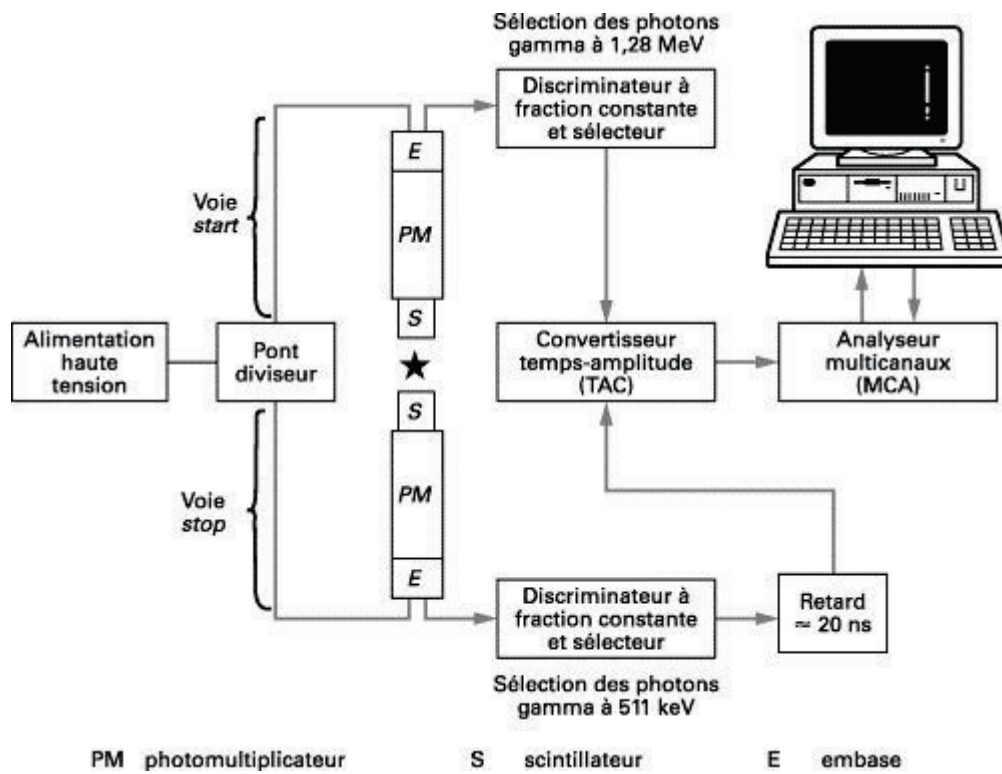 Sélection des photons
gamma à 1,28 MeV
Discriminateur à
fraction constante
et sélecteur
E
Voie
start
PM
S
Alimentation
haute
tension
Pont
diviseur
Convertisseur
temps-amplitude
(TAC)
Analyseur
multicanaux
(MCA)
S
Voie
stop
PM
E
Discriminateur à
fraction constante
et sélecteur
Retard
≈ 20 ns
Sélection des photons
gamma à 511 keV
PM photomultiplicateur S scintillateur E embase